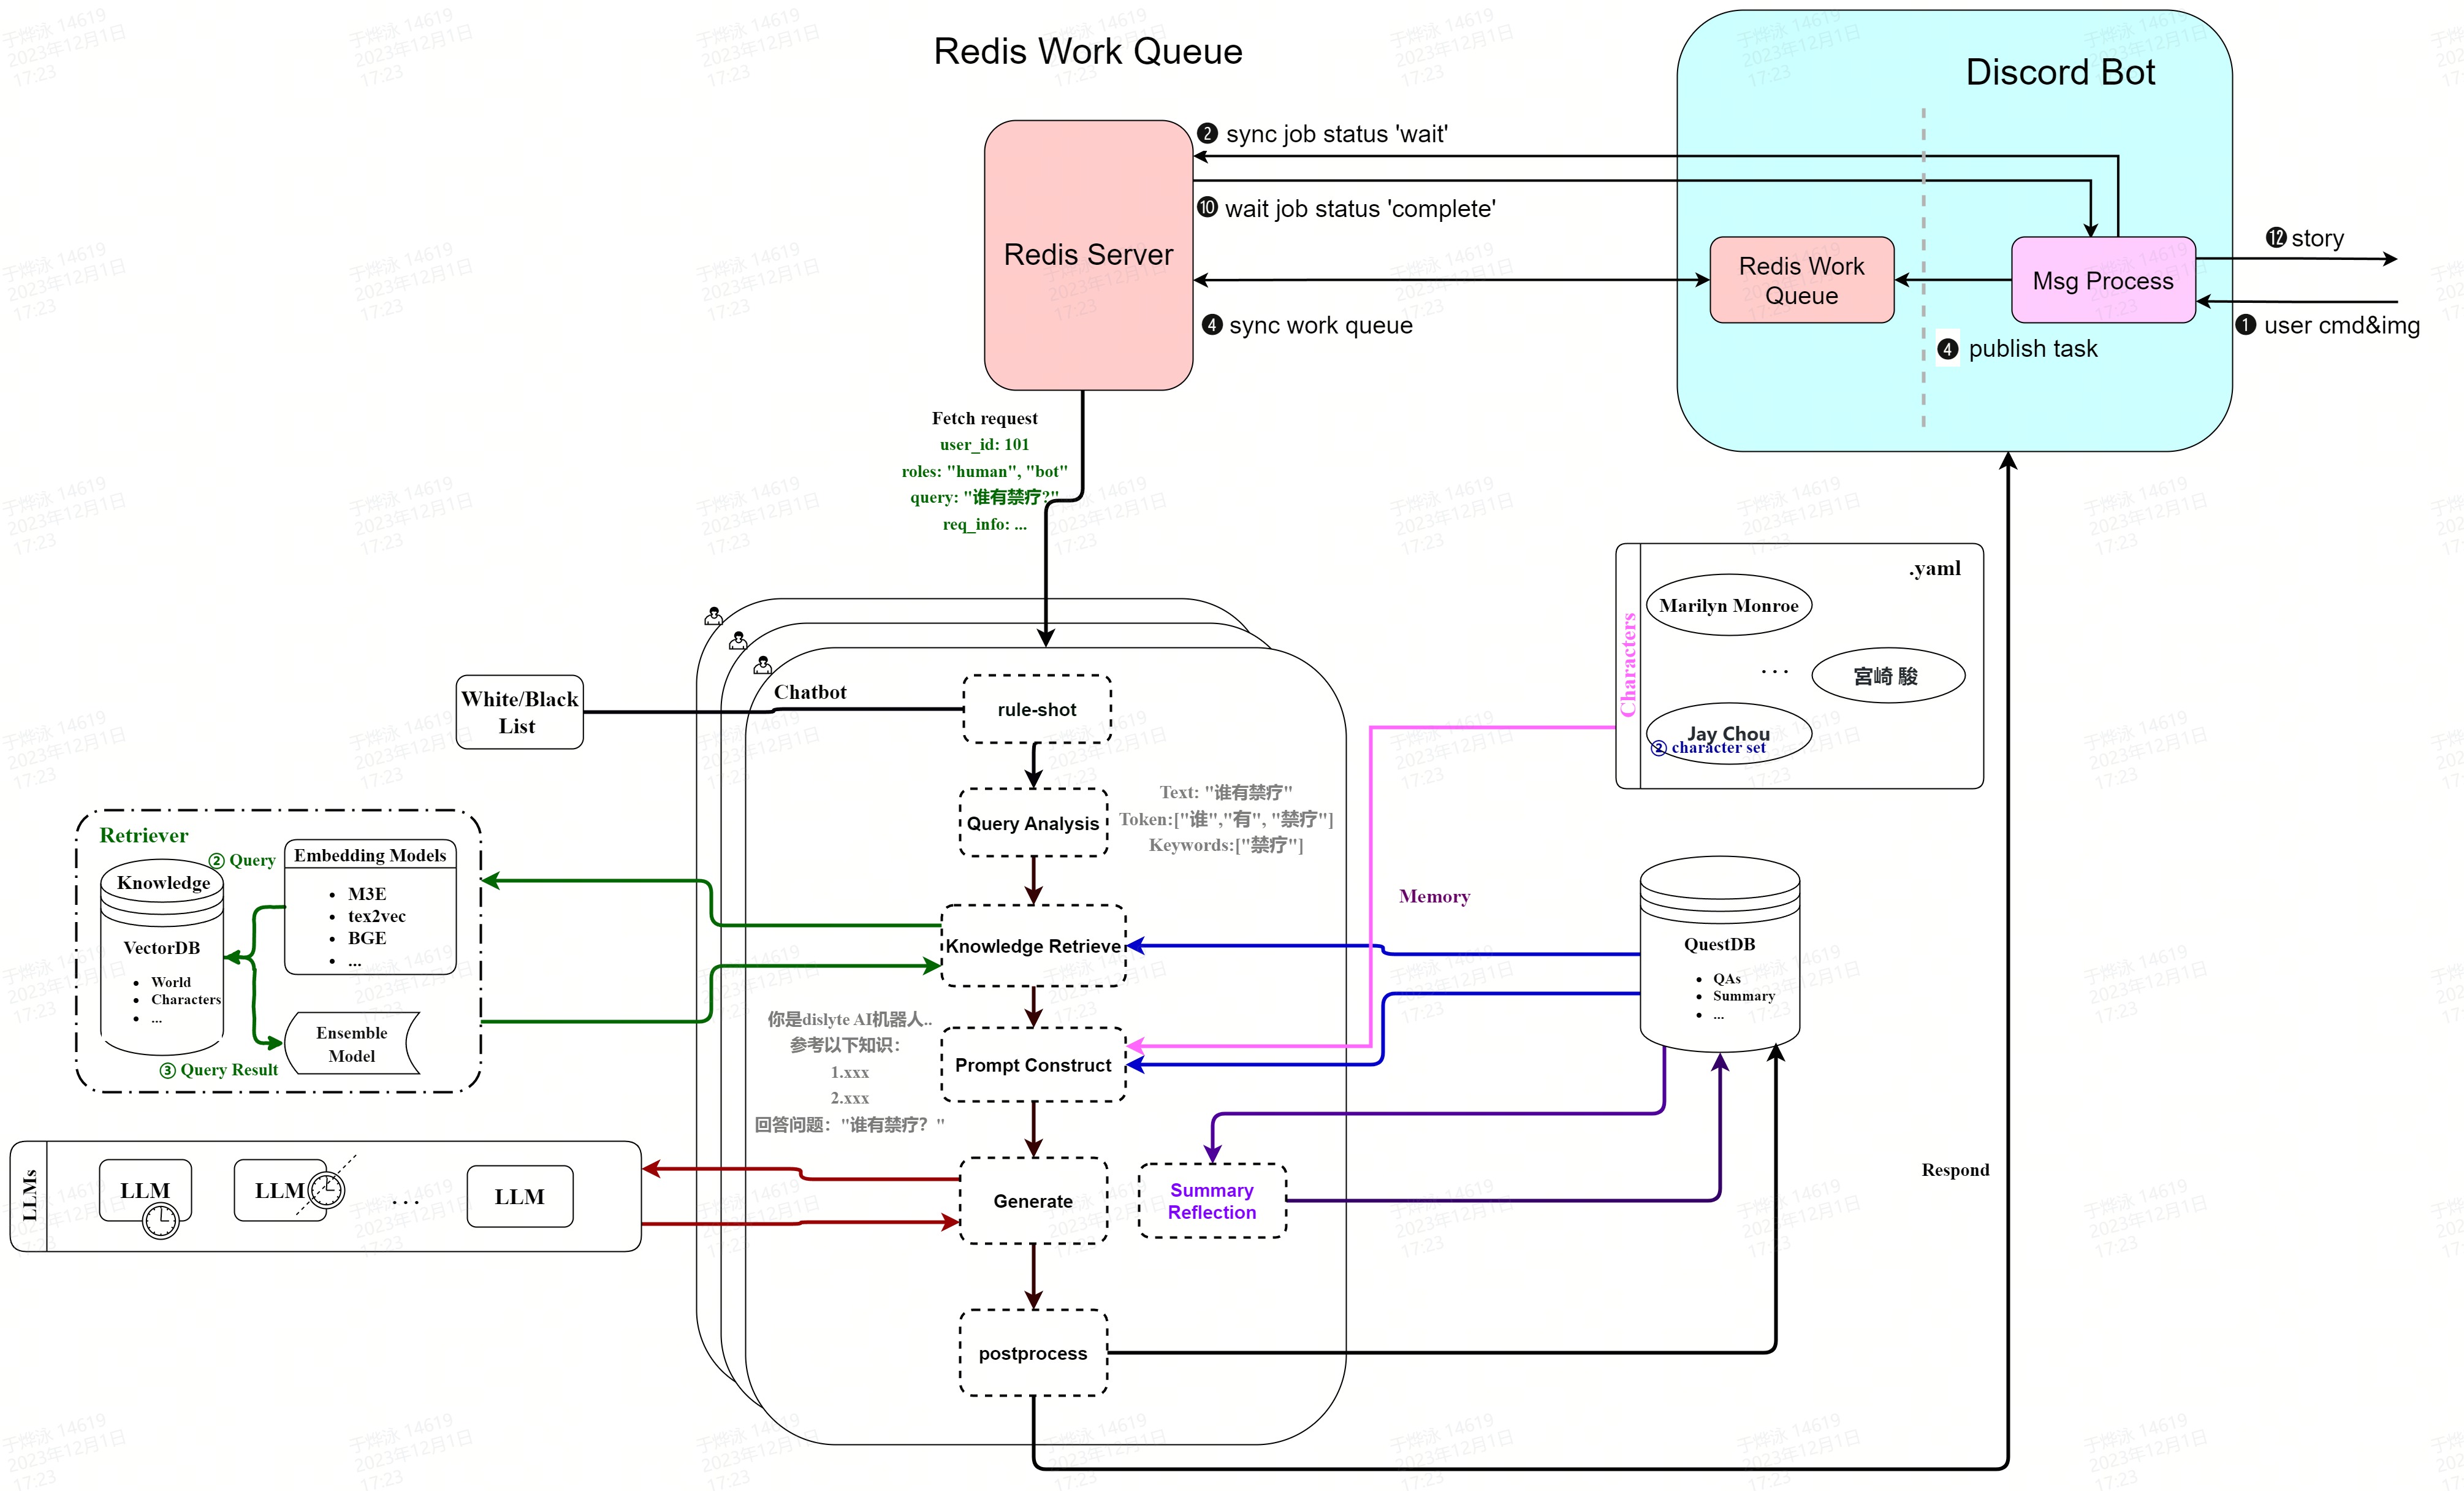 Redis Work Queue
Discord Bot
❷ sync job status 'wait'
❿ wait job status 'complete'
Redis Server
Redis Work
Queue
Msg Process
⓬ story
❶ user cmd&img
❹ sync work queue
❹ publish task
Fetch request
user_id: 101
roles: "human", "bot"
query: "谁有禁疗?"
req_info: ...
.yaml
Characters
Marilyn Monroe
. . .
宮崎 駿
Jay Chou
② character set
White/Black
List
Chatbot
rule-shot
Query Analysis
Text: "谁有禁疗"
Token:["谁","有", "禁疗"]
Keywords:["禁疗"]
Retriever
② Query
Knowledge
VectorDB
• World
• Characters
• ...
Embedding Models
• M3E
• tex2vec
• BGE
• ...
Ensemble
Model
③ Query Result
Knowledge Retrieve
Memory
QuestDB
• QAs
• Summary
• ...
你是dislyte AI机器人..
参考以下知识：
1.xxx
2.xxx
回答问题："谁有禁疗？"
Prompt Construct
LLMs
LLM
LLM
. . .
LLM
Generate
Summary
Reflection
Respond
postprocess
于烨泳 14619
2023年12月1日
17:23